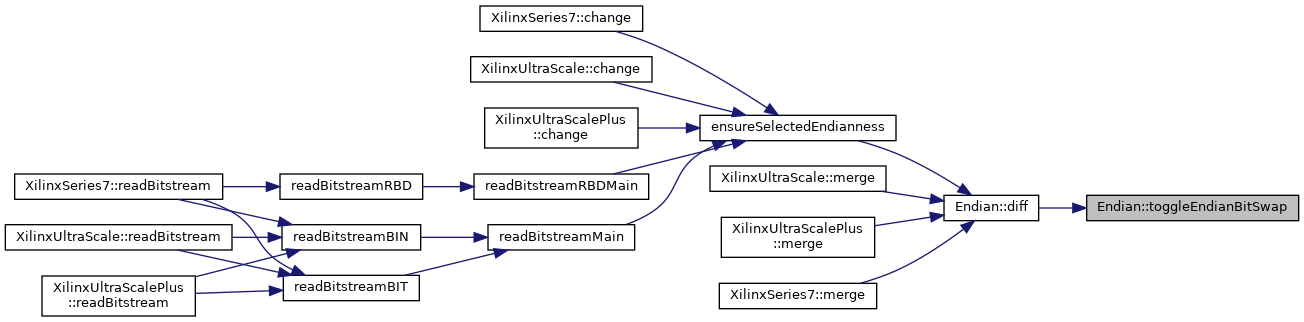 XilinxSeries7::change
XilinxUltraScale::change
XilinxUltraScalePlus
::change
ensureSelectedEndianness
XilinxSeries7::readBitstream
readBitstreamRBD
readBitstreamRBDMain
XilinxUltraScale::merge
Endian::diff
Endian::toggleEndianBitSwap
XilinxUltraScale::readBitstream
readBitstreamBIN
readBitstreamMain
XilinxUltraScalePlus
::merge
XilinxUltraScalePlus
::readBitstream
readBitstreamBIT
XilinxSeries7::merge